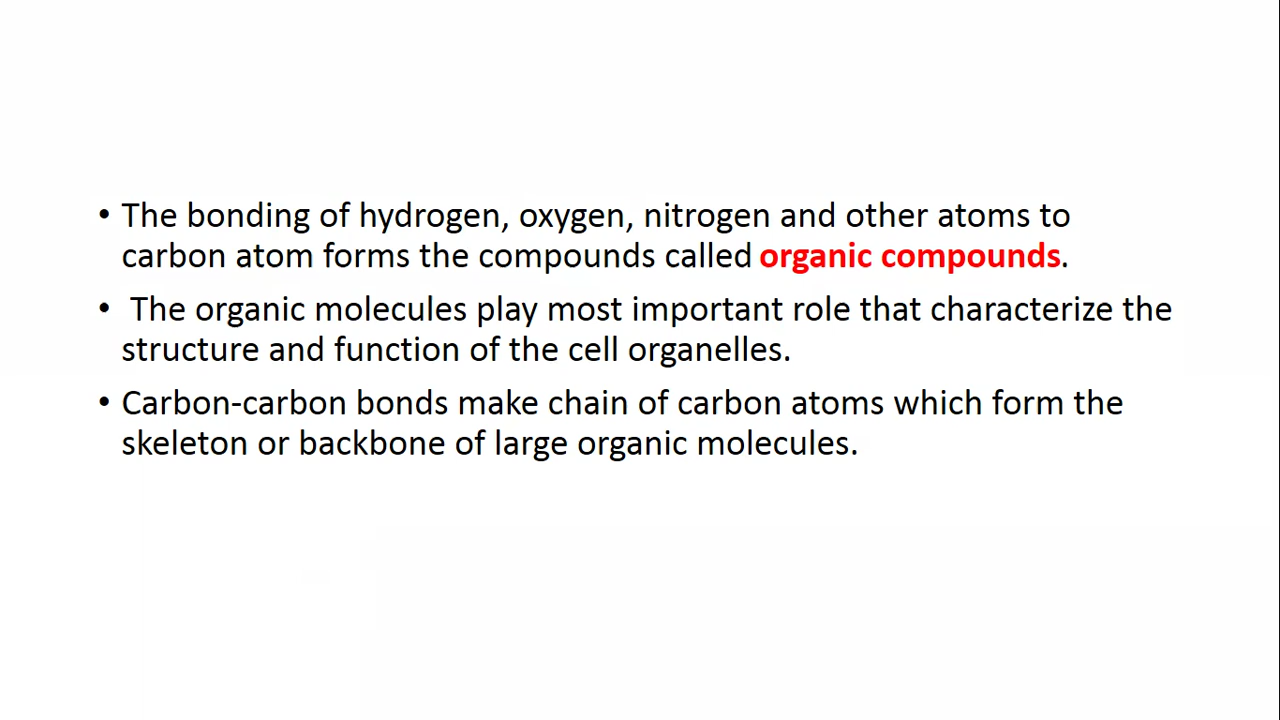 • The bonding of hydrogen, oxygen, nitrogen and other atoms to
carbon atom forms the compounds called organic compounds.
• The organic molecules play most important role that characterize the
structure and function of the cell organelles.
• Carbon-carbon bonds make chain of carbon atoms which form the
skeleton or backbone of large organic molecules.